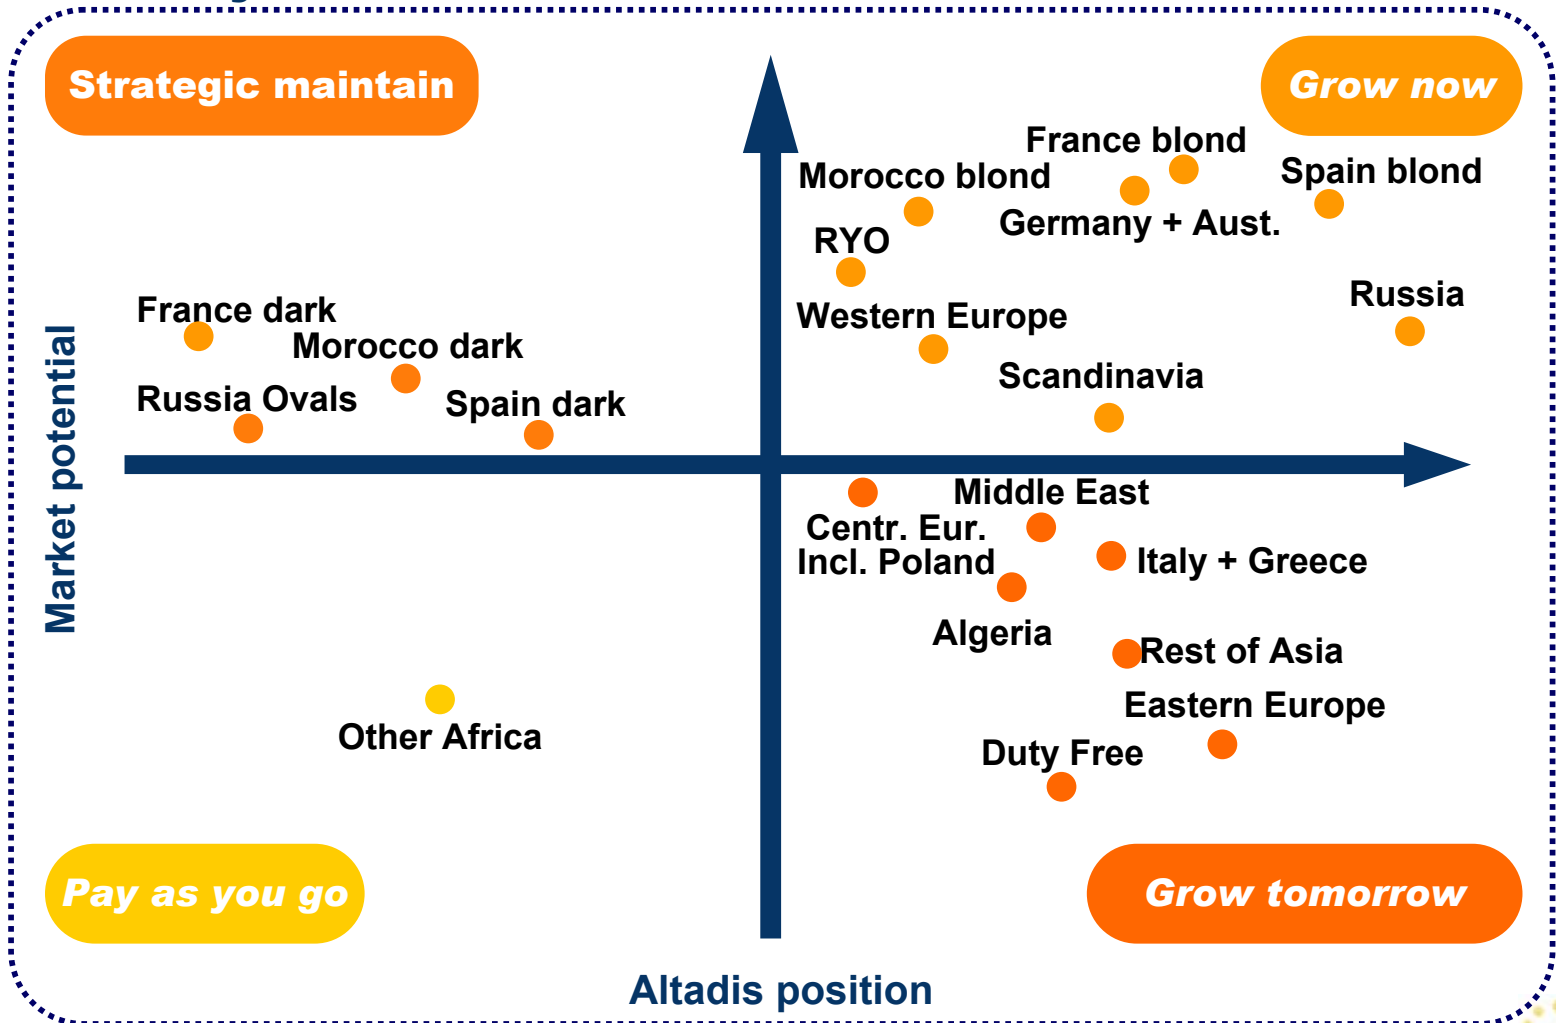 Strategic maintain
Grow now
France blond
Morocco blond
Spain blond
Germany + Aust.
RYO
Russia
France dark
Western Europe
Morocco dark
Scandinavia
Russia Ovals
Spain dark
Market potential
Middle East
Centr. Eur.
Incl. Poland
Italy + Greece
Algeria
Rest of Asia
Eastern Europe
Other Africa
Duty Free
Pay as you go
Grow tomorrow
Altadis position